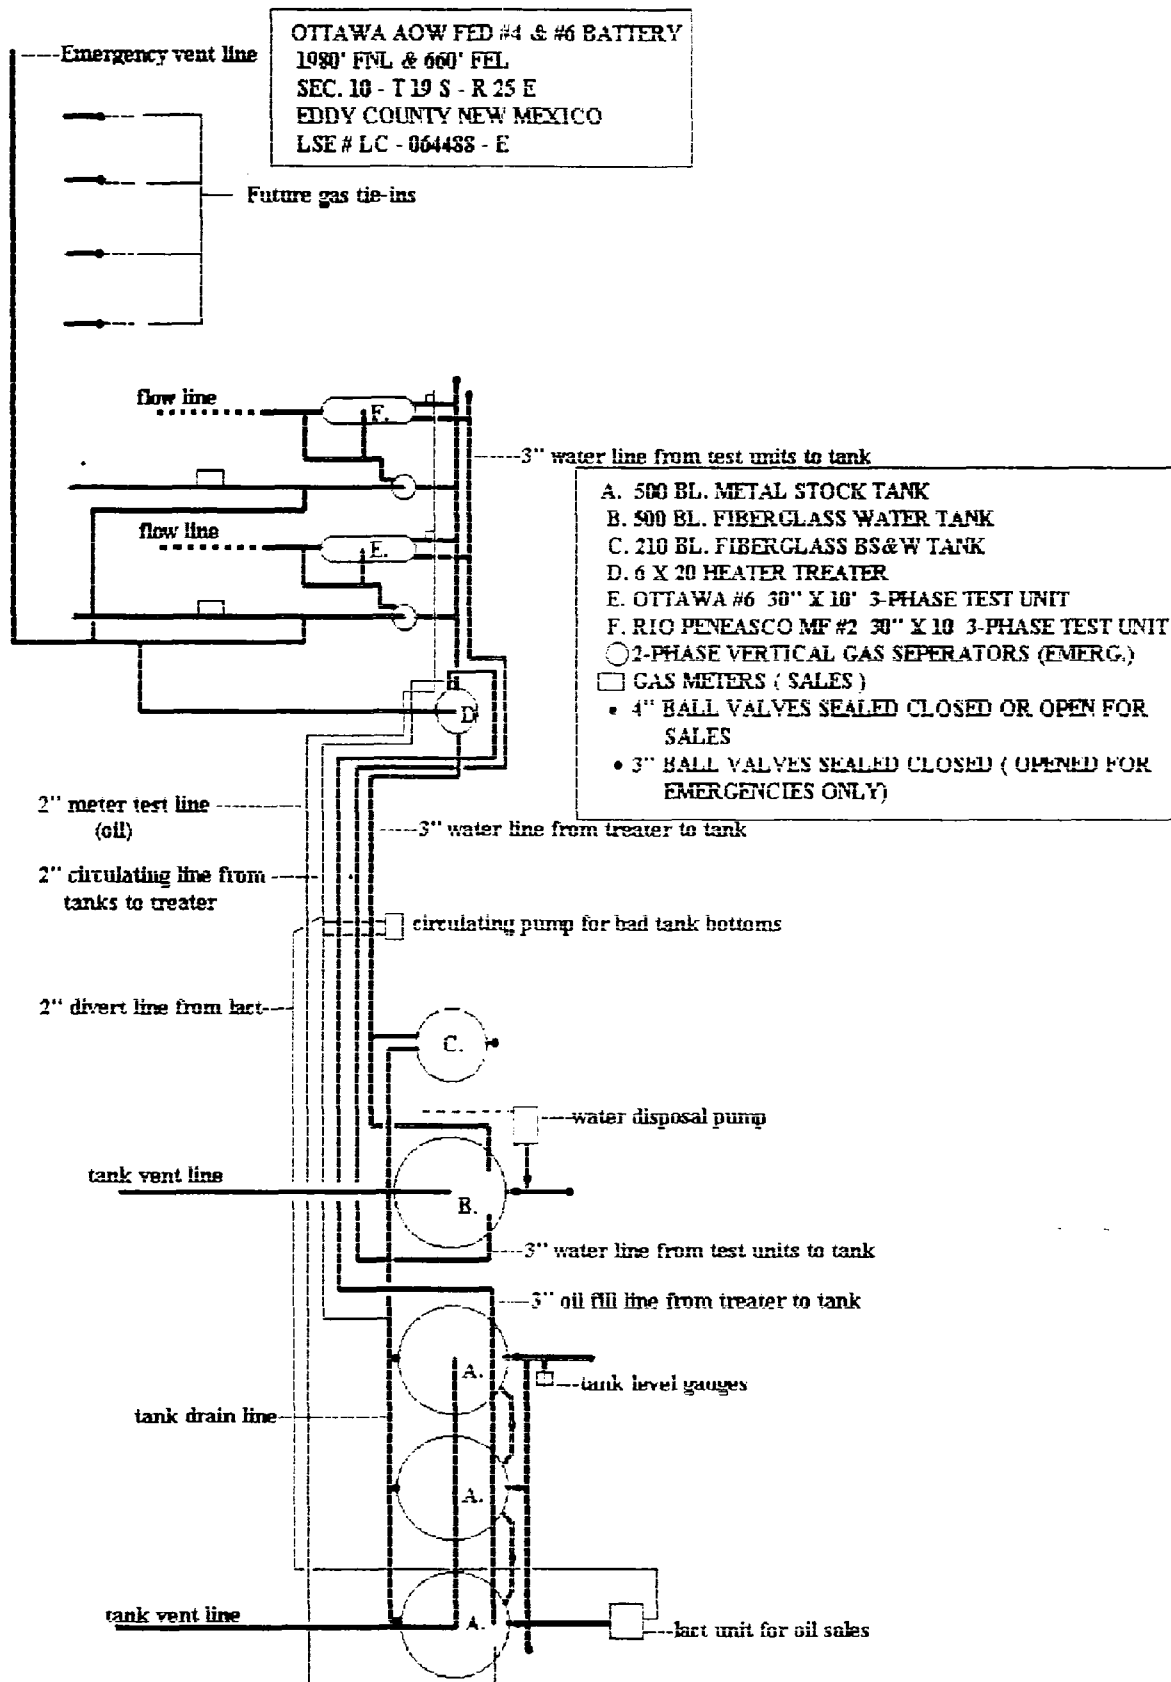 OTTAWA AOW FED #4 & #6 BATTERY
1980' FNL & 660' FEL
SEC. 10 - T 19 S - R 25 E
EDDY COUNTY NEW MEXICO
LSE # LC - 064488 - E
Emergency vent line
Future gas tie-ins
flow line
F.
3" water line from test units to tank
flow line
E.
A. 500 BL. METAL STOCK TANK
B. 500 BL. FIBERGLASS WATER TANK
C. 210 BL. FIBERGLASS BS&W TANK
D. 6 X 20 HEATER TREATER
E. OTTAWA #6 30" X 10' 3-PHASE TEST UNIT
F. RIO PENEASCO MF #2 30" X 10 3-PHASE TEST UNIT
2-PHASE VERTICAL GAS SEPERATORS (EMERG.)
GAS METERS ( SALES )
• 4" BALL VALVES SEALED CLOSED OR OPEN FOR
SALES
• 3" BALL VALVES SEALED CLOSED ( OPENED FOR
EMERGENCIES ONLY)
D
2" meter test line
(oil)
3" water line from treater to tank
2" circulating line from
tanks to treater
circulating pump for bad tank bottoms
2" divert line from lact
C.
water disposal pump
tank vent line
B.
3" water line from test units to tank
3" oil fill line from treater to tank
A.
tank level gauges
tank drain line
A.
tank vent line
A.
lact unit for oil sales